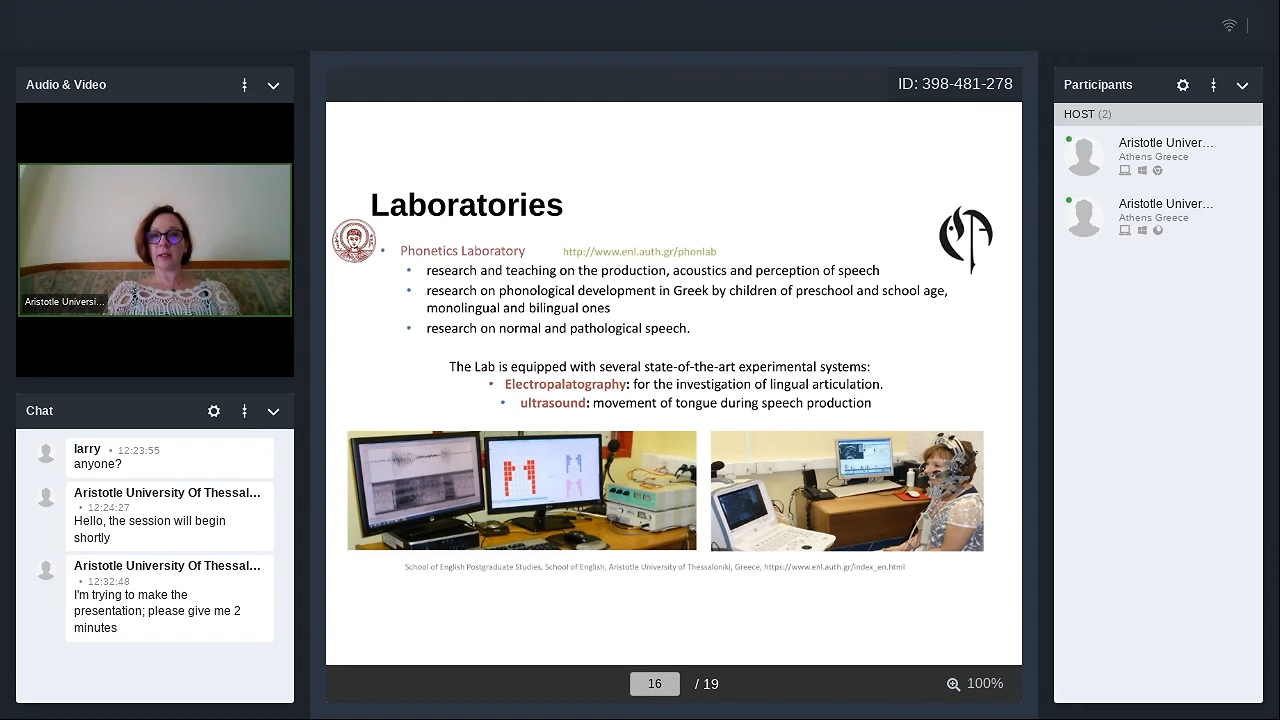 Audio & Video
Aristotle Universi...
Chat
larry • 12:23:55
anyone?
Aristotle University Of Thessal...
• 12:24:27
Hello, the session will begin
shortly
Aristotle University Of Thessal...
• 12:32:48
I'm trying to make the
presentation; please give me 2
minutes
ID: 398-481-278
Laboratories
• Phonetics Laboratory http://www.enl.auth.gr/phonlab
• research and teaching on the production, acoustics and perception of speech
• research on phonological development in Greek by children of preschool and school age,
monolingual and bilingual ones
• research on normal and pathological speech.
The Lab is equipped with several state-of-the-art experimental systems:
• Electropalatography: for the investigation of lingual articulation.
• ultrasound: movement of tongue during speech production
School of English Postgraduate Studies, School of English, Aristotle University of Thessaloniki, Greece, https://www.enl.auth.gr/index_en.html
16 / 19
100%
Participants
HOST (2)
Aristotle Univer...
Athens Greece
Aristotle Univer...
Athens Greece